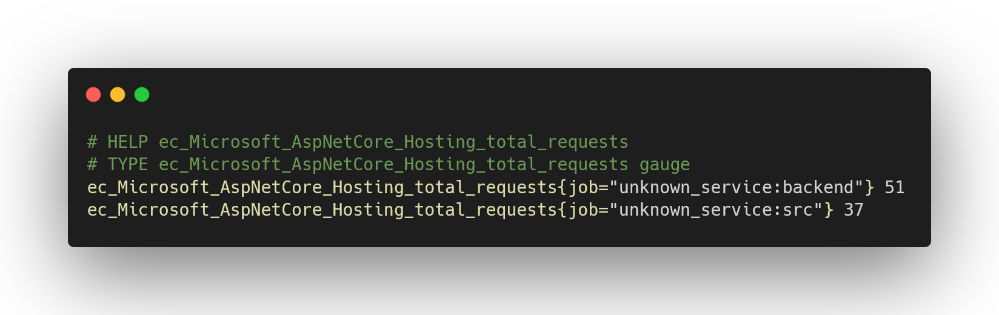 # HELP ec_Microsoft_AspNetCore_Hosting_total_requests
# TYPE ec_Microsoft_AspNetCore_Hosting_total_requests gauge
ec_Microsoft_AspNetCore_Hosting_total_requests{job="unknown_service:backend"} 51
ec_Microsoft_AspNetCore_Hosting_total_requests{job="unknown_service:src"} 37